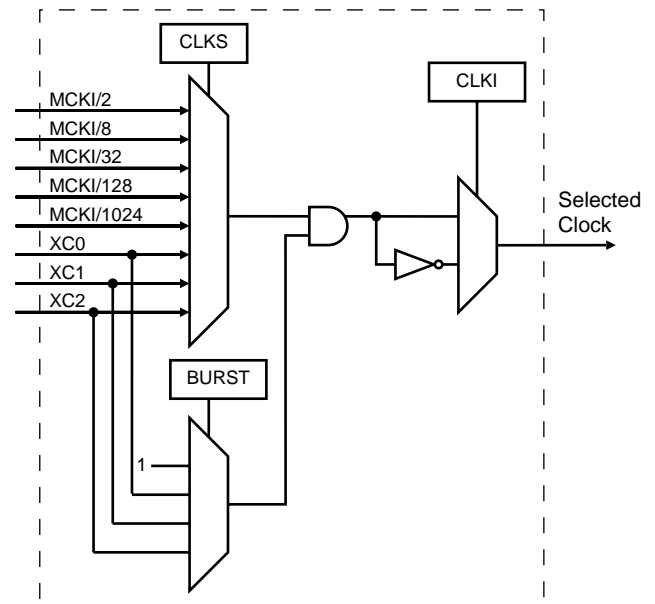 CLKS
CLKI
MCKI/2
MCKI/8
MCKI/32
MCKI/128
MCKI/1024
XC0
XC1
XC2
Selected
Clock
BURST
1